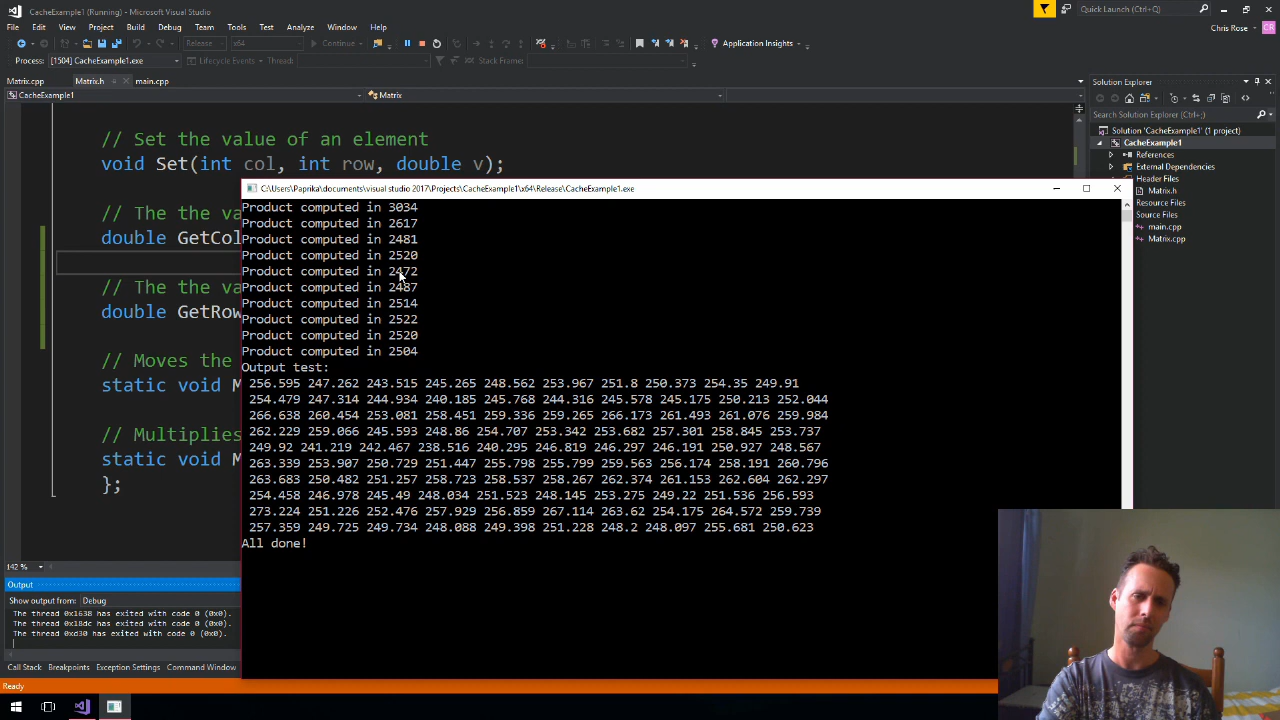 CacheExample1 (Running) - Microsoft Visual Studio
Quick Launch (Ctrl+Q)
File Edit View Project Build Debug Team Tools Test Analyze Window Help
Chris Rose
CR
Release x64 Continue Application Insights
Process: [1504] CacheExample1.exe Lifecycle Events Thread: Stack Frame:
Matrix.cpp Matrix.h main.cpp
CacheExample1 Matrix
// Set the value of an element
void Set(int col, int row, double v);
// The the va
double GetCol
// The the va
double GetRow
// Moves the
static void M
// Multiplies
static void M
};
142 %
C:\Users\Paprika\documents\visual studio 2017\Projects\CacheExample1\x64\Release\CacheExample1.exe
Product computed in 3034
Product computed in 2617
Product computed in 2481
Product computed in 2520
Product computed in 2472
Product computed in 2487
Product computed in 2514
Product computed in 2522
Product computed in 2520
Product computed in 2504
Output test:
256.595 247.262 243.515 245.265 248.562 253.967 251.8 250.373 254.35 249.91
254.479 247.314 244.934 240.185 245.768 244.316 245.578 245.175 250.213 252.044
266.638 260.454 253.081 258.451 259.336 259.265 266.173 261.493 261.076 259.984
262.229 259.066 245.593 248.86 254.707 253.342 253.682 257.301 258.845 253.737
249.92 241.219 242.467 238.516 240.295 246.819 246.297 246.191 250.927 248.567
263.339 253.907 250.729 251.447 255.798 255.799 259.563 256.174 258.191 260.796
263.683 250.482 251.257 258.723 258.537 258.267 262.374 261.153 262.604 262.297
254.458 246.978 245.49 248.034 251.523 248.145 253.275 249.22 251.536 256.593
273.224 251.226 252.476 257.929 256.859 267.114 263.62 254.175 264.572 259.739
257.359 249.725 249.734 248.088 249.398 251.228 248.2 248.097 255.681 250.623
All done!
Solution Explorer
Search Solution Explorer (Ctrl+;)
Solution 'CacheExample1' (1 project)
CacheExample1
References
External Dependencies
Header Files
Matrix.h
Resource Files
Source Files
main.cpp
Matrix.cpp
Output
Show output from: Debug
The thread 0x1638 has exited with code 0 (0x0).
The thread 0x18dc has exited with code 0 (0x0).
The thread 0xd30 has exited with code 0 (0x0).
Call Stack Breakpoints Exception Settings Command Window
Ready